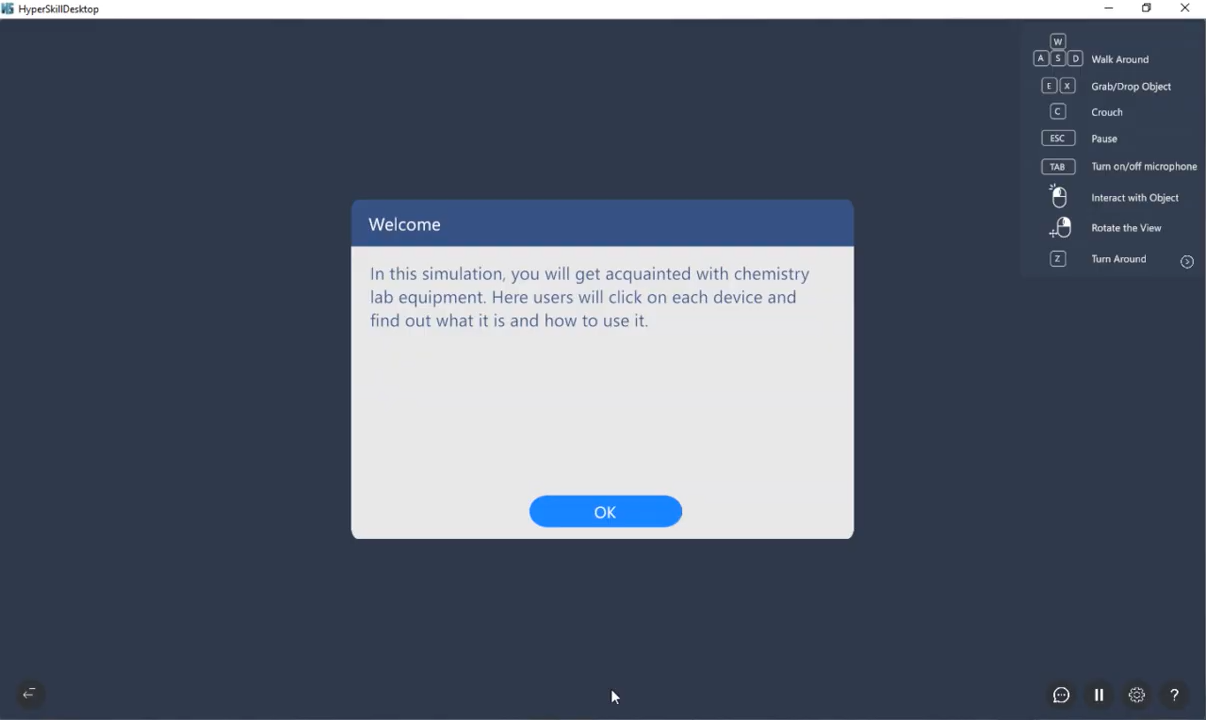 HyperSkillDesktop
W
A S D Walk Around
E X Grab/Drop Object
C Crouch
ESC Pause
TAB Turn on/off microphone
Interact with Object
Rotate the View
Z Turn Around
Welcome
In this simulation, you will get acquainted with chemistry
lab equipment. Here users will click on each device and
find out what it is and how to use it.
OK
?